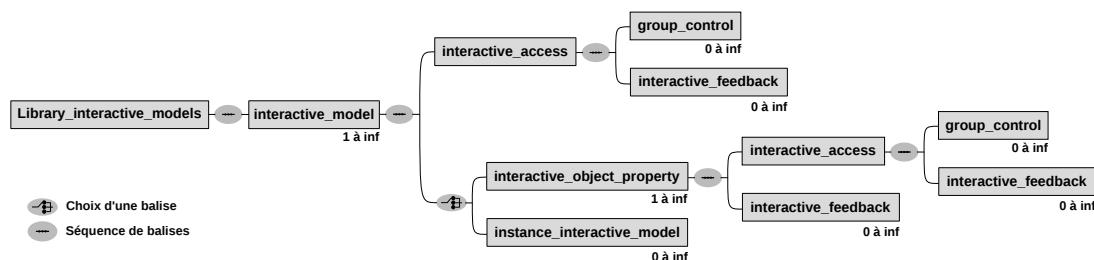 group_control
0 à inf
interactive_access
interactive_feedback
0 à inf
Library_interactive_models
interactive_model
1 à inf
group_control
0 à inf
interactive_access
interactive_object_property
1 à inf
interactive_feedback
0 à inf
interactive_feedback
0 à inf
instance_interactive_model
0 à inf
Choix d'une balise
Séquence de balises